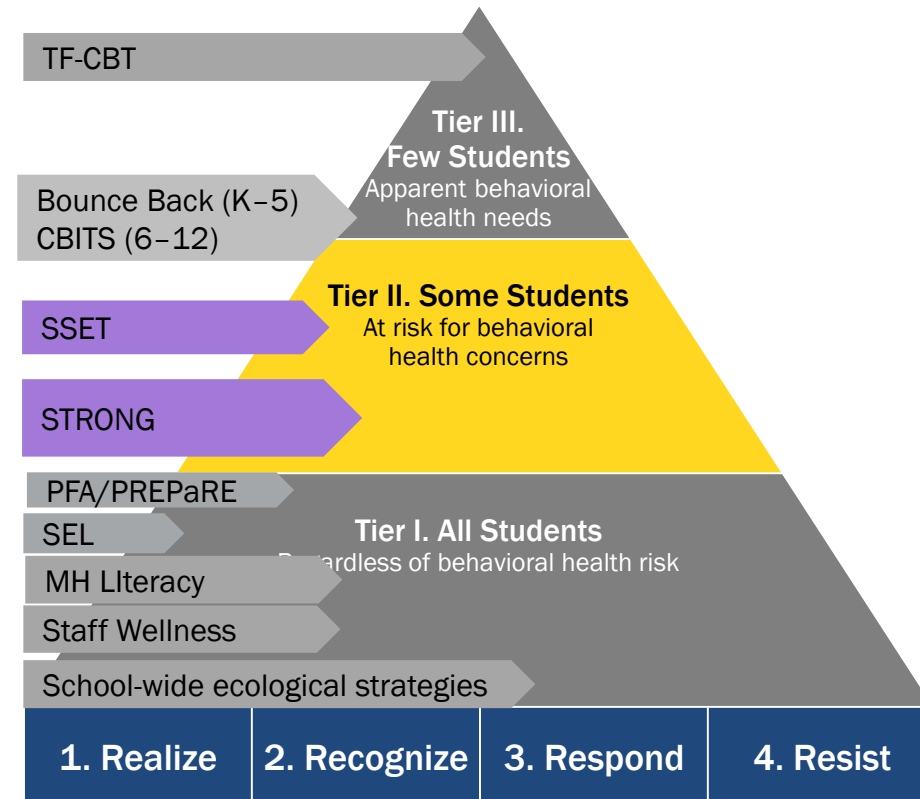 TF-CBT
Tier III.
Few Students
Apparent behavioral
health needs
Bounce Back (K–5)
CBITS (6–12)
Tier II. Some Students
At risk for behavioral
health concerns
SSET
STRONG
PFA/PREPaRE
SEL
Tier I. All Students
of behavioral health risk
MH LIteracy
Staff Wellness
School-wide ecological strategies
1. Realize
2. Recognize
3. Respond
4. Resist